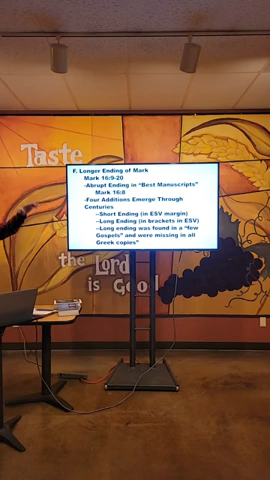 Taste
F. Longer Ending of Mark
Mark 16:9-20
-Abrupt Ending in "Best Manuscripts"
Mark 16:8
-Four Additions Emerge Through
Centuries
--Short Ending (in ESV margin)
--Long Ending (in brackets in ESV)
--Long ending was found in a "few
Gospels" and were missing in all
Greek copies"
the Lord
is Good